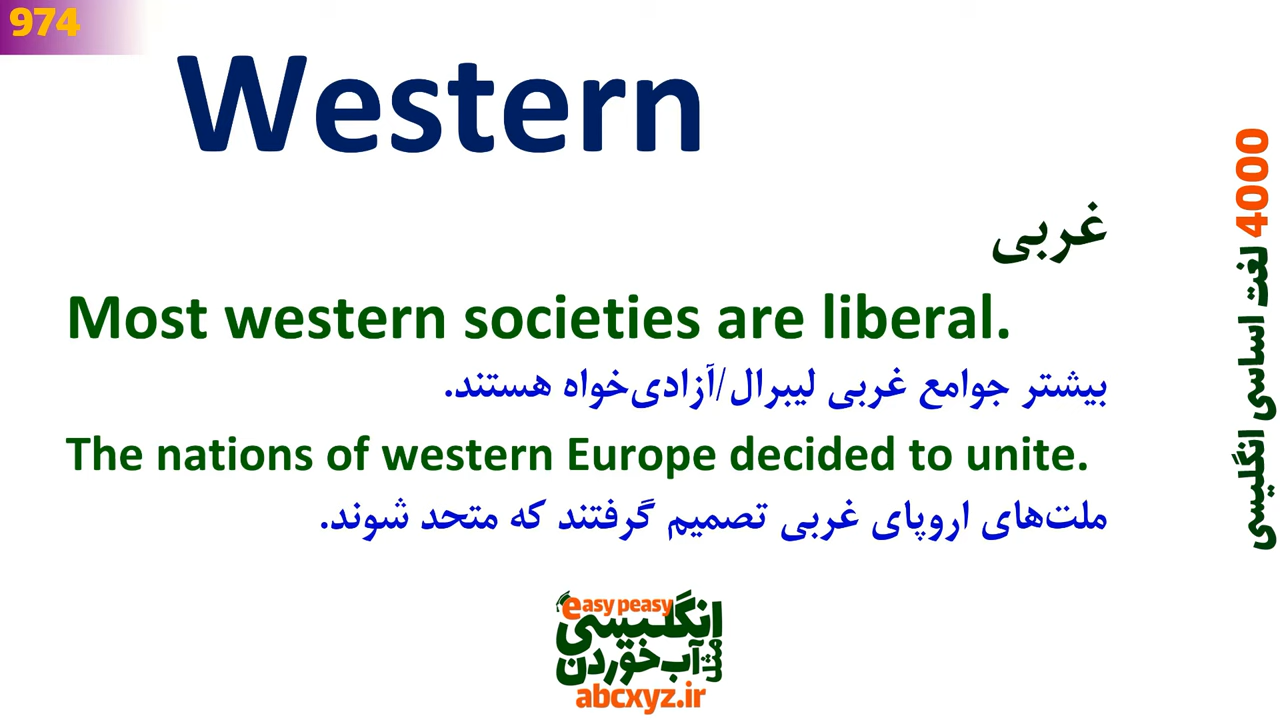 974
Western
غربی
Most western societies are liberal.
بیشتر جوامع غربی لیبرال/آزادی‌خواه هستند.
The nations of western Europe decided to unite.
ملت‌های اروپای غربی تصمیم گرفتند که متحد شوند.
4000 لغت اساسی انگلیسی
easy peasy
انگلیسی
مثل آب خوردن
abcxyz.ir